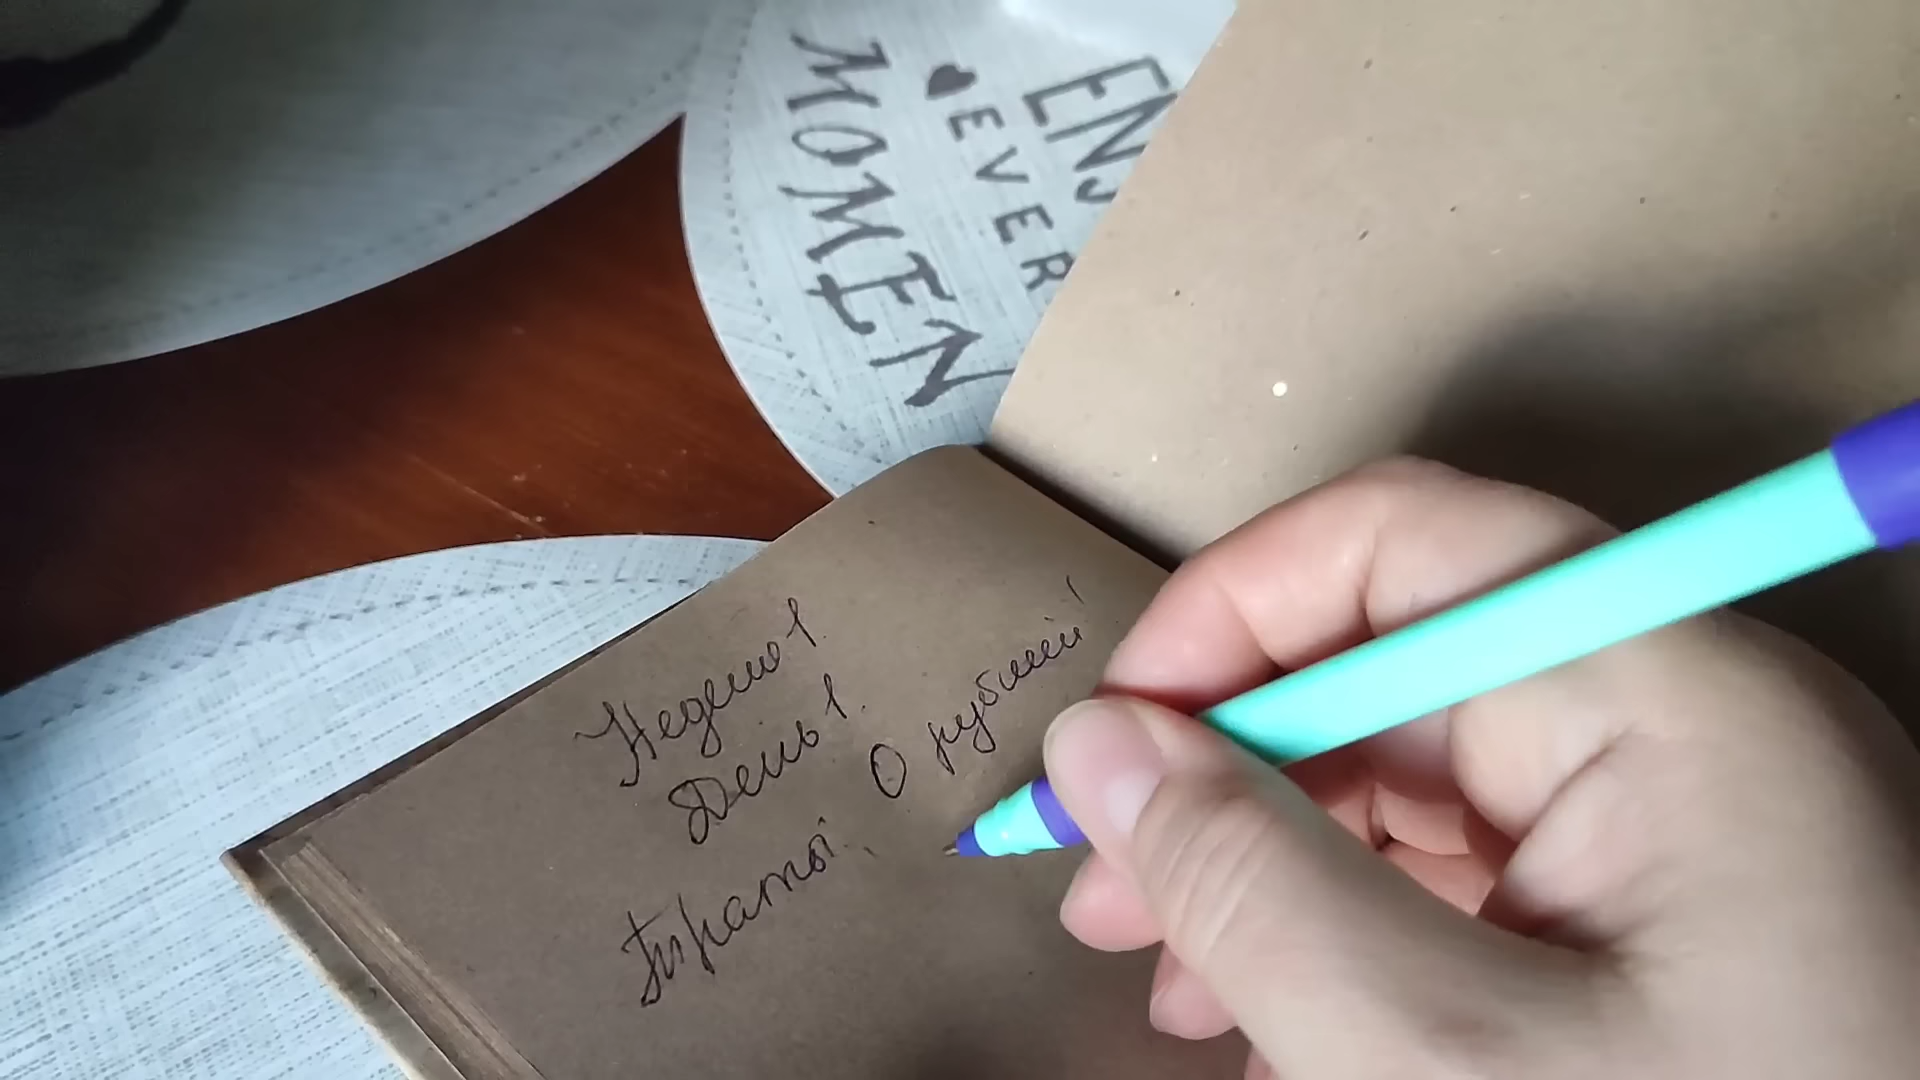 ENJ
EVER
MOMEN
Неделя 1.
День 1.
Траты: 0 рублей!